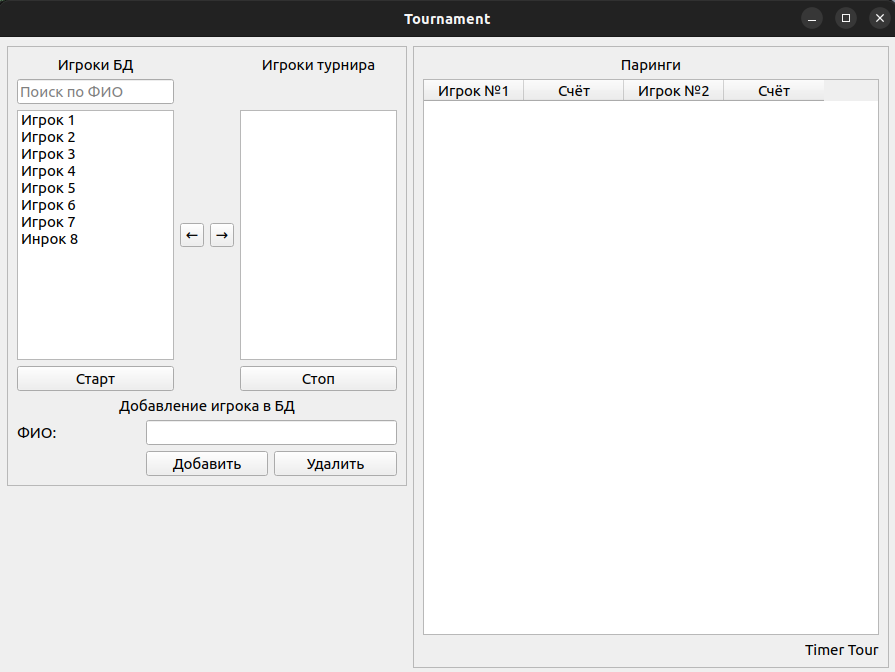 Tournament
Игроки БД
Игроки турнира
Поиск по ФИО
Игрок 1
Игрок 2
Игрок 3
Игрок 4
Игрок 5
Игрок 6
Игрок 7
Инрок 8
←
→
Старт
Стоп
Добавление игрока в БД
ФИО:
Добавить
Удалить
Паринги
Игрок №1 Счёт Игрок №2 Счёт
Timer Tour